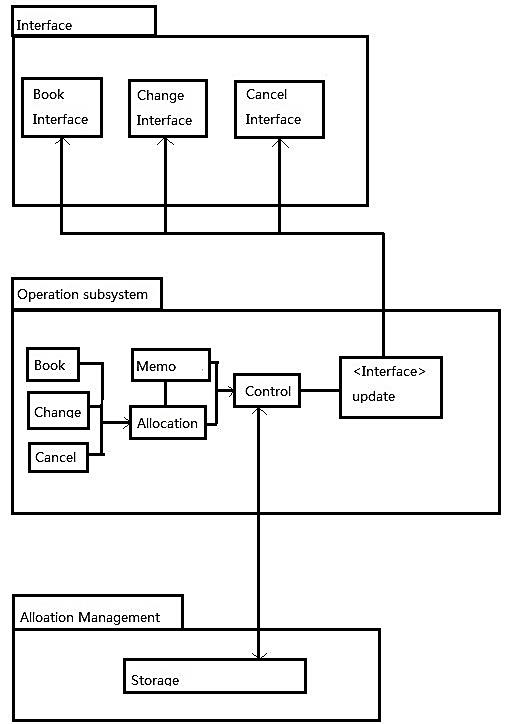 Interface
Book
Interface
Change
Interface
Cancel
Interface
Operation subsystem
Book
Change
Cancel
Memo
Allocation
Control
<Interface>
update
Alloation Management
Storage